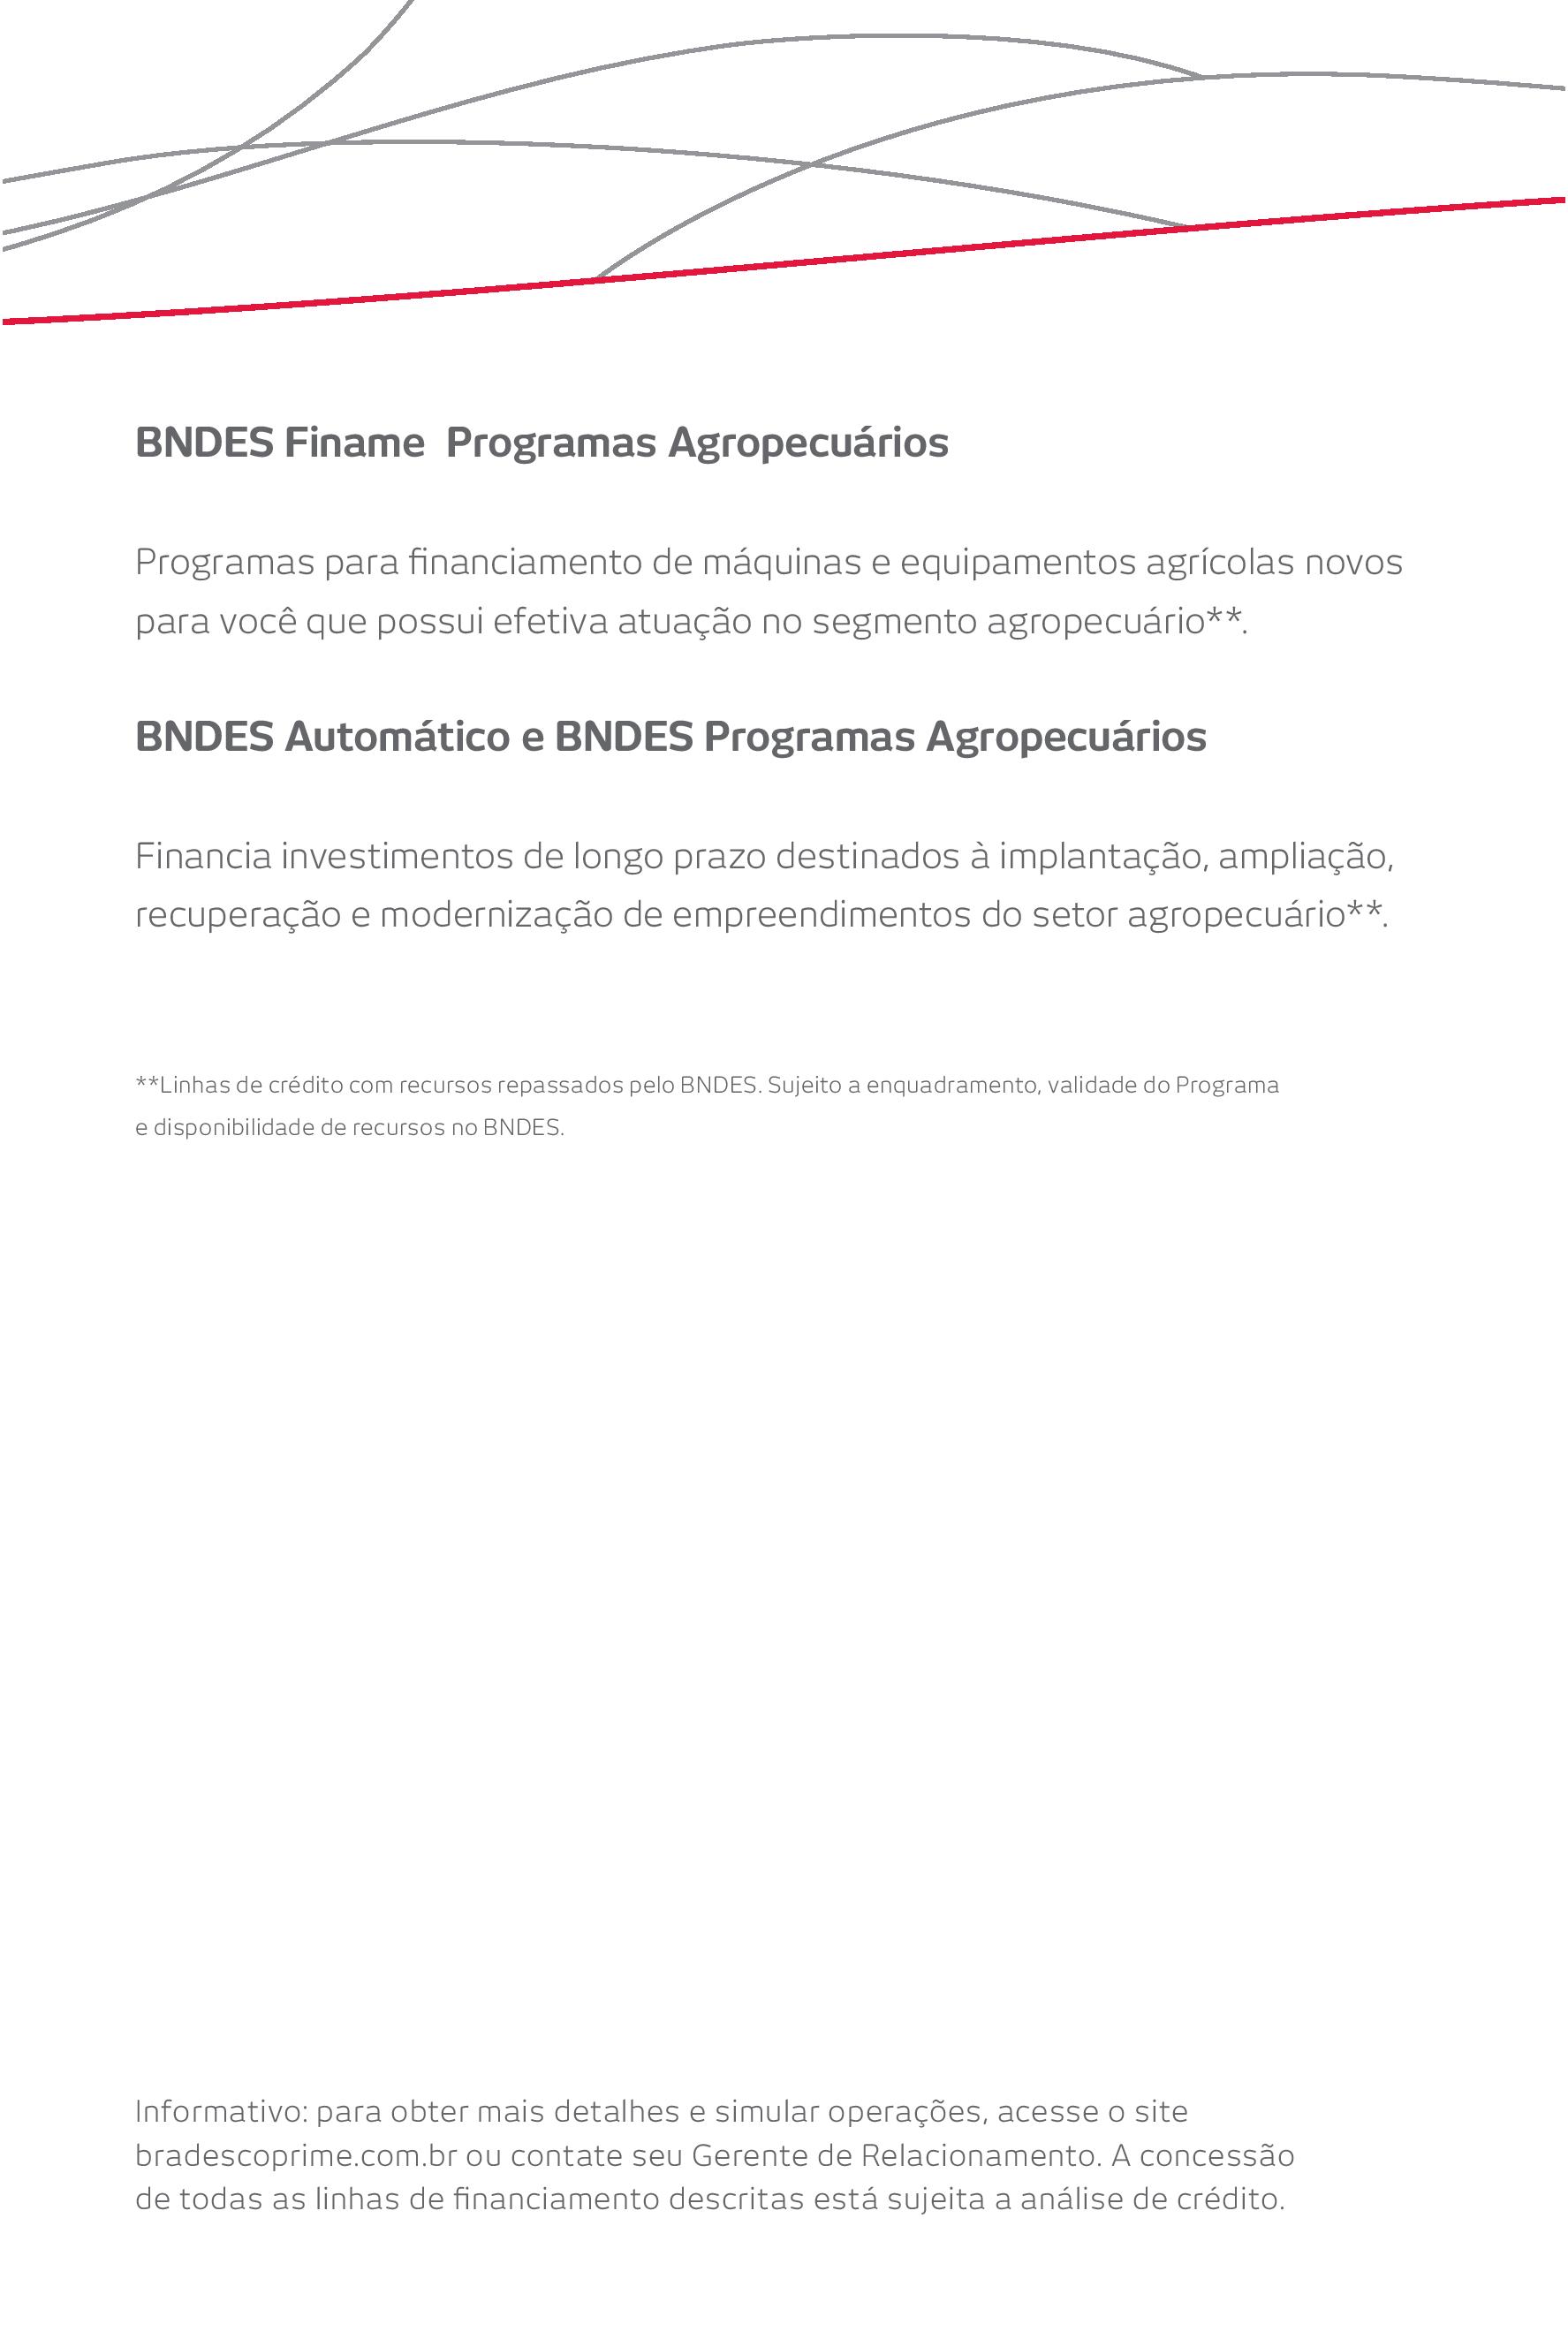 BNDES Finame  Programas Agropecuários
Programas para financiamento de máquinas e equipamentos agrícolas novos
para você que possui efetiva atuação no segmento agropecuário**.
BNDES Automático e BNDES Programas Agropecuários
Financia investimentos de longo prazo destinados à implantação, ampliação,
recuperação e modernização de empreendimentos do setor agropecuário**.
**Linhas de crédito com recursos repassados pelo BNDES. Sujeito a enquadramento, validade do Programa
e disponibilidade de recursos no BNDES.
Informativo: para obter mais detalhes e simular operações, acesse o site
bradescoprime.com.br ou contate seu Gerente de Relacionamento. A concessão
de todas as linhas de financiamento descritas está sujeita a análise de crédito.